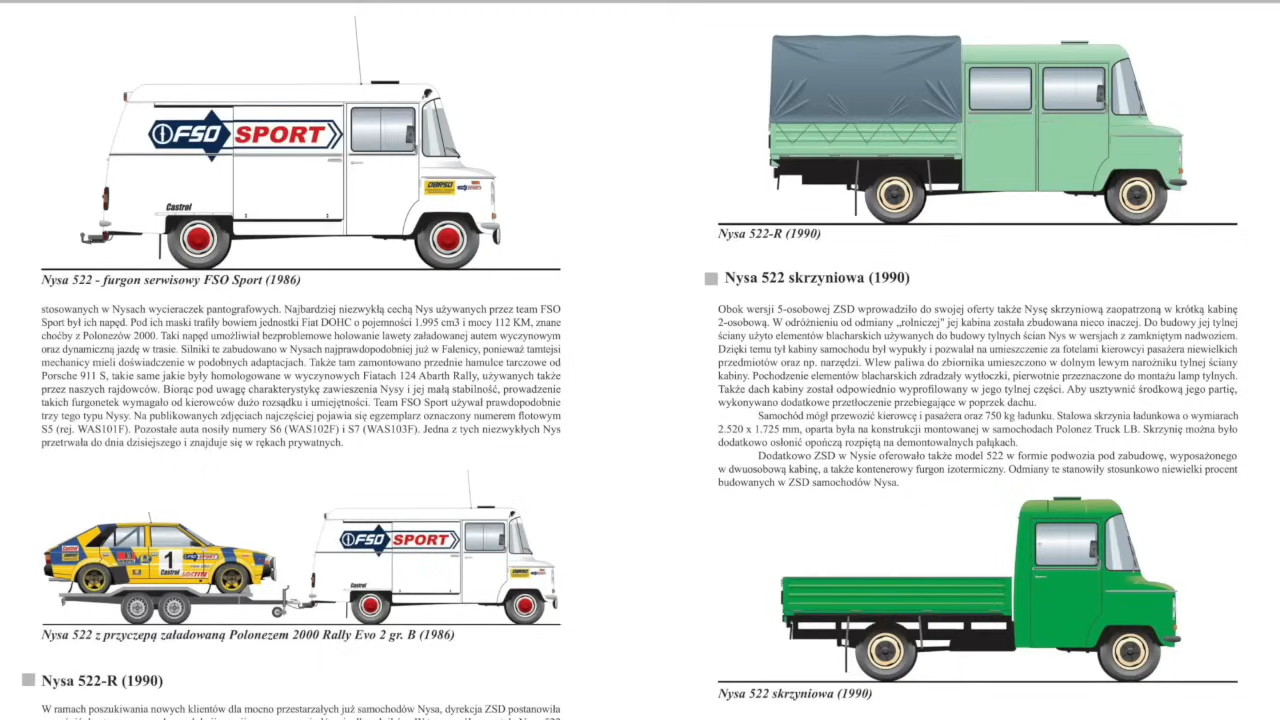 FSO SPORT
OBRSO
Castrol
Nysa 522 - furgon serwisowy FSO Sport (1986)
stosowanych w Nysach wycieraczek pantografowych. Najbardziej niezwykłą cechą Nys używanych przez team FSO
Sport był ich napęd. Pod ich maski trafiły bowiem jednostki Fiat DOHC o pojemności 1.995 cm3 i mocy 112 KM, znane
choćby z Polonezów 2000. Taki napęd umożliwiał bezproblemowe holowanie lawety załadowanej autem wyczynowym
oraz dynamiczną jazdę w trasie. Silniki te zabudowano w Nysach najprawdopodobniej już w Falenicy, ponieważ tamtejsi
mechanicy mieli doświadczenie w podobnych adaptacjach. Także tam zamontowano przednie hamulce tarczowe od
Porsche 911 S, takie same jakie były homologowane w wyczynowych Fiatach 124 Abarth Rally, używanych także
przez naszych rajdowców. Biorąc pod uwagę charakterystykę zawieszenia Nysy i jej małą stabilność, prowadzenie
takich furgonetek wymagało od kierowców dużo rozsądku i umiejętności. Team FSO Sport używał prawdopodobnie
trzy tego typu Nysy. Na publikowanych zdjęciach najczęściej pojawia się egzemplarz oznaczony numerem flotowym
S5 (rej. WAS101F). Pozostałe auta nosiły numery S6 (WAS102F) i S7 (WAS103F). Jedna z tych niezwykłych Nys
przetrwała do dnia dzisiejszego i znajduje się w rękach prywatnych.
FSO SPORT
1
Castrol
FSO SPORT
LOCTITE
Castrol
Nysa 522 z przyczepą załadowaną Polonezem 2000 Rally Evo 2 gr. B (1986)
Nysa 522-R (1990)
W ramach poszukiwania nowych klientów dla mocno przestarzałych już samochodów Nysa, dyrekcja ZSD postanowiła
Nysa 522-R (1990)
Nysa 522 skrzyniowa (1990)
Obok wersji 5-osobowej ZSD wprowadziło do swojej oferty także Nysę skrzyniową zaopatrzoną w krótką kabinę
2-osobową. W odróżnieniu od odmiany „rolniczej" jej kabina została zbudowana nieco inaczej. Do budowy jej tylnej
ściany użyto elementów blacharskich używanych do budowy tylnych ścian Nys w wersjach z zamkniętym nadwoziem.
Dzięki temu tył kabiny samochodu był wypukły i pozwalał na umieszczenie za fotelami kierowcyi pasażera niewielkich
przedmiotów oraz np. narzędzi. Wlew paliwa do zbiornika umieszczono w dolnym lewym narożniku tylnej ściany
kabiny. Pochodzenie elementów blacharskich zdradzały wytłoczki, pierwotnie przeznaczone do montażu lamp tylnych.
Także dach kabiny został odpowiednio wyprofilowany w jego tylnej części. Aby usztywnić środkową jego partię,
wykonywano dodatkowe przetłoczenie przebiegające w poprzek dachu.
Samochód mógł przewozić kierowcę i pasażera oraz 750 kg ładunku. Stalowa skrzynia ładunkowa o wymiarach
2.520 x 1.725 mm, oparta była na konstrukcji montowanej w samochodach Polonez Truck LB. Skrzynię można było
dodatkowo osłonić opończą rozpiętą na demontowalnych pałąkach.
Dodatkowo ZSD w Nysie oferowało także model 522 w formie podwozia pod zabudowę, wyposażonego
w dwuosobową kabinę, a także kontenerowy furgon izotermiczny. Odmiany te stanowiły stosunkowo niewielki procent
budowanych w ZSD samochodów Nysa.
Nysa 522 skrzyniowa (1990)